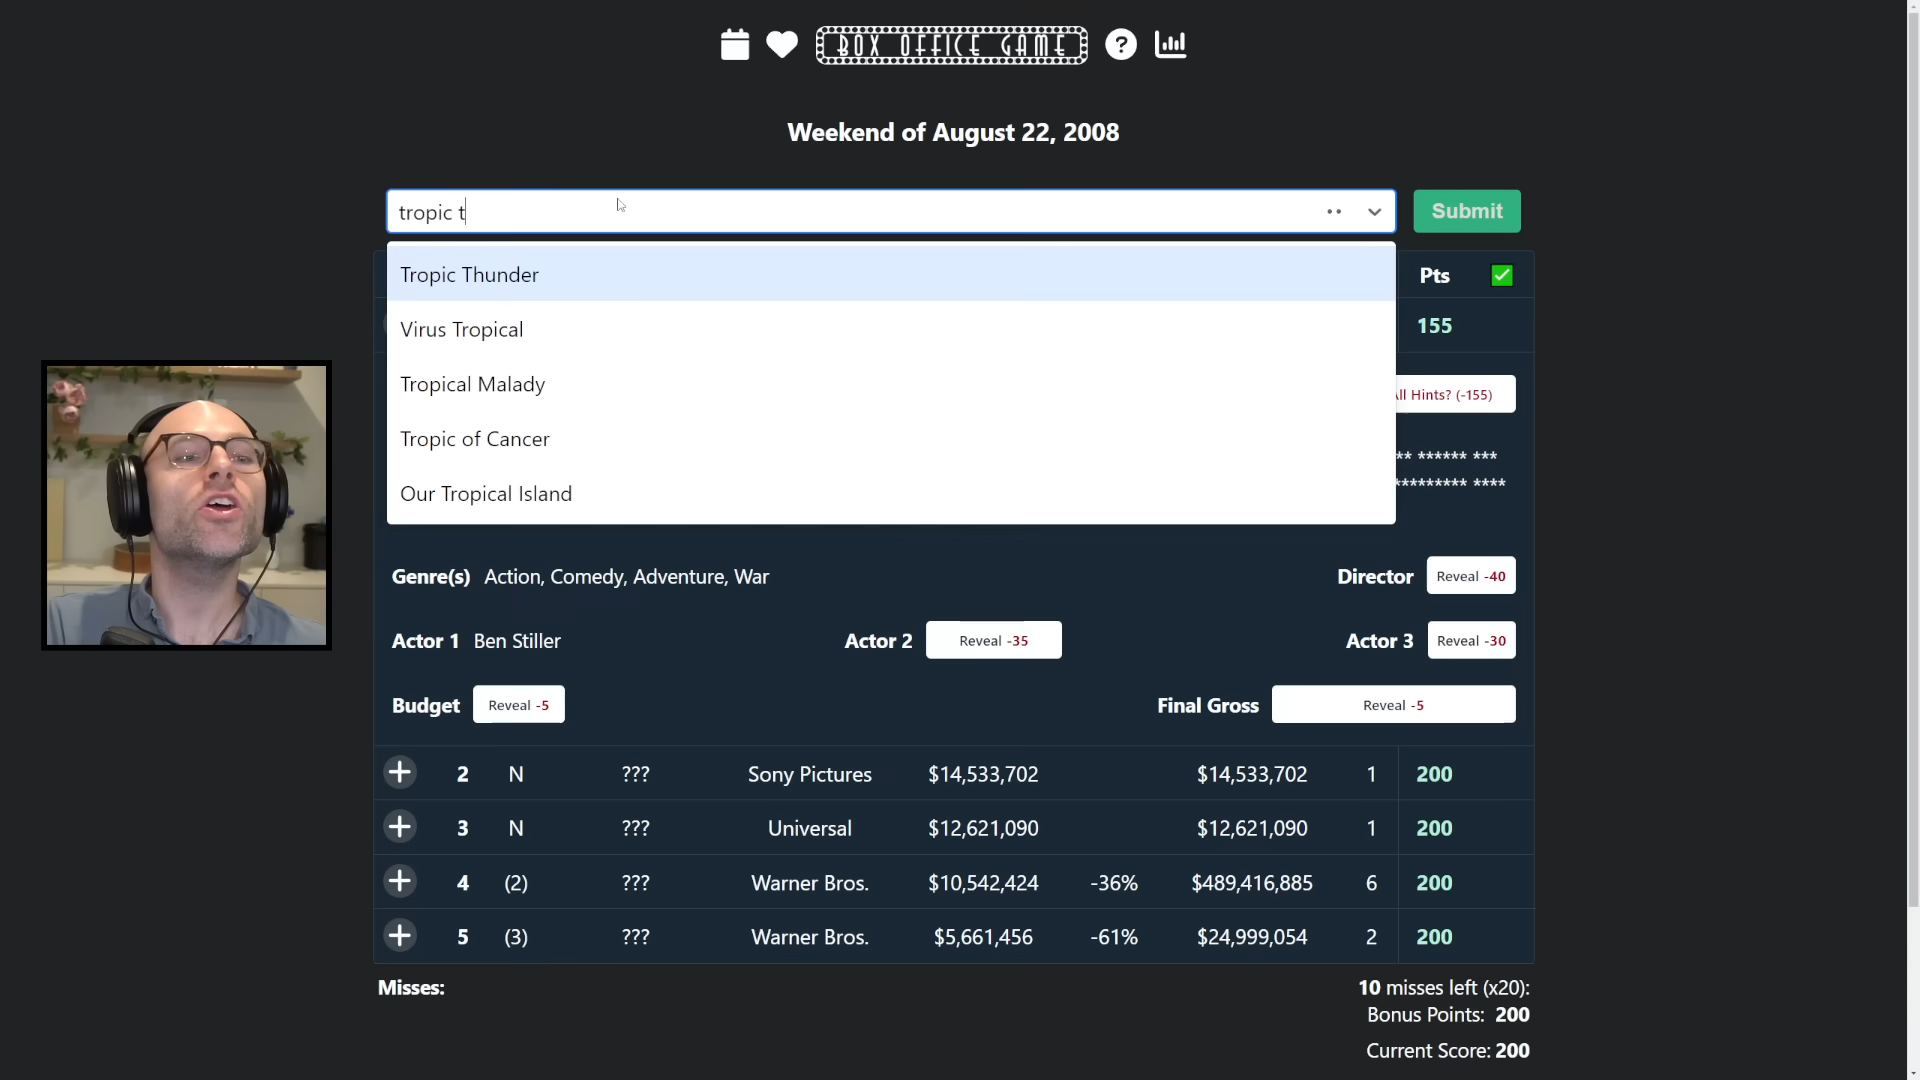 BOX OFFICE GAME
Weekend of August 22, 2008
tropic t
Submit
Tropic Thunder
Virus Tropical
Tropical Malady
Tropic of Cancer
Our Tropical Island
Pts
155
ll Hints? (-155)
** ****** ***
********* ****
Genre(s) Action, Comedy, Adventure, War Director Reveal -40
Actor 1 Ben Stiller Actor 2 Reveal -35 Actor 3 Reveal -30
Budget Reveal -5 Final Gross Reveal -5
2 N ??? Sony Pictures $14,533,702 $14,533,702 1 200
3 N ??? Universal $12,621,090 $12,621,090 1 200
4 (2) ??? Warner Bros. $10,542,424 -36% $489,416,885 6 200
5 (3) ??? Warner Bros. $5,661,456 -61% $24,999,054 2 200
Misses: 10 misses left (x20):
Bonus Points: 200
Current Score: 200